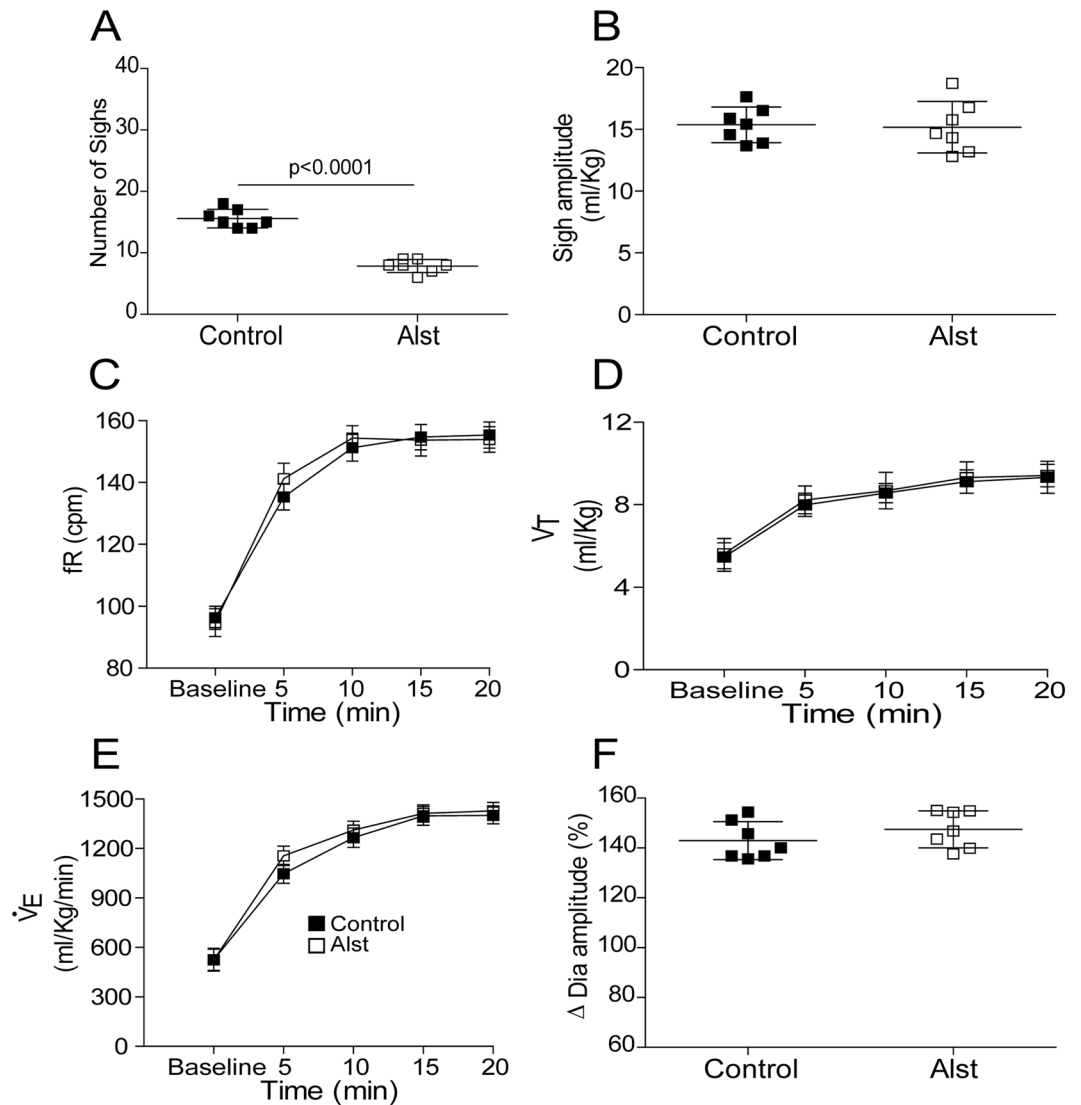 A
40
30
20
10
0
Number of Sighs
p<0.0001
Control
Alst
B
20
15
10
5
0
Sigh amplitude
(ml/Kg)
Control
Alst
C
160
140
120
100
80
fR (cpm)
Baseline 5 10 15 20
Time (min)
D
12
8
4
0
VT
(ml/Kg)
Baseline 5 10 15 20
Time (min)
E
1500
1200
900
600
300
0
V̇E
(ml/Kg/min)
Control
Alst
Baseline 5 10 15 20
Time (min)
F
160
140
120
100
80
60
Δ Dia amplitude (%)
Control
Alst